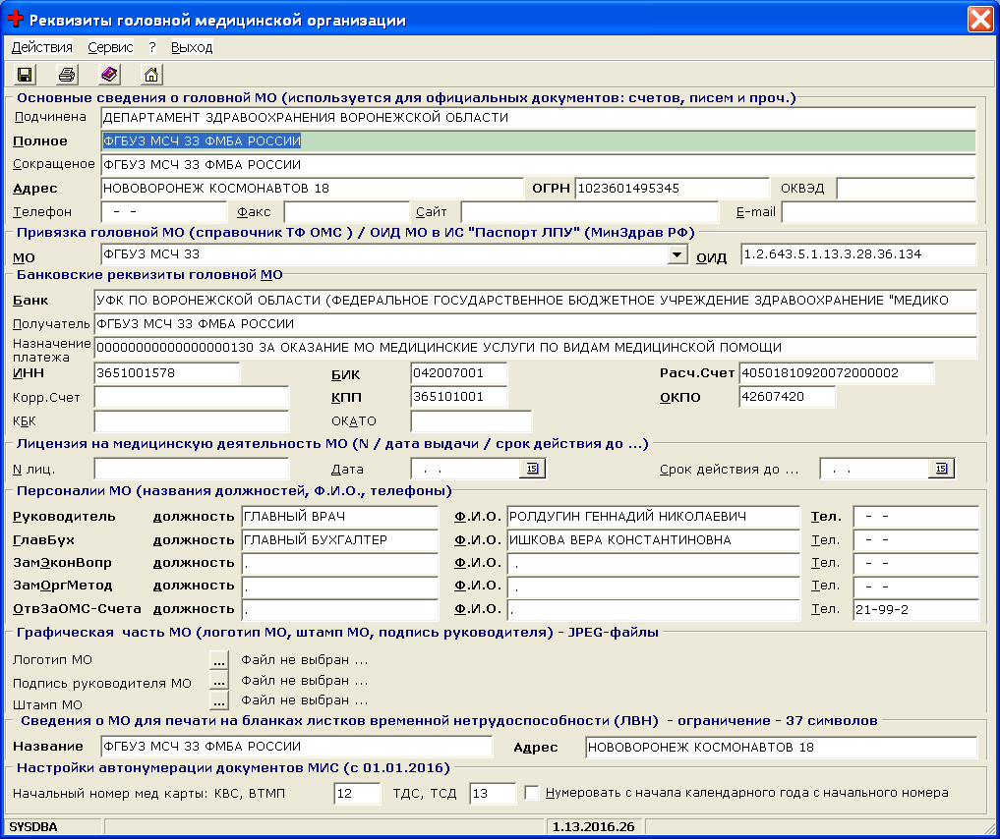 Реквизиты головной медицинской организации
Действия Сервис ? Выход
Основные сведения о головной МО (используется для официальных документов: счетов, писем и проч.)
Подчинена ДЕПАРТАМЕНТ ЗДРАВООХРАНЕНИЯ ВОРОНЕЖСКОЙ ОБЛАСТИ
Полное ФГБУЗ МСЧ 33 ФМБА РОССИИ
Сокращеное ФГБУЗ МСЧ 33 ФМБА РОССИИ
Адрес НОВОВОРОНЕЖ КОСМОНАВТОВ 18 ОГРН 1023601495345 ОКВЭД
Телефон - - Факс Сайт E-mail
Привязка головной МО (справочник ТФ ОМС ) / ОИД МО в ИС "Паспорт ЛПУ" (МинЗдрав РФ)
МО ФГБУЗ МСЧ 33 ОИД 1.2.643.5.1.13.3.28.36.134
Банковские реквизиты головной МО
Банк УФК ПО ВОРОНЕЖСКОЙ ОБЛАСТИ (ФЕДЕРАЛЬНОЕ ГОСУДАРСТВЕННОЕ БЮДЖЕТНОЕ УЧРЕЖДЕНИЕ ЗДРАВООХРАНЕНИЕ "МЕДИКО
Получатель ФГБУЗ МСЧ 33 ФМБА РОССИИ
Назначение платежа 00000000000000000130 ЗА ОКАЗАНИЕ МО МЕДИЦИНСКИЕ УСЛУГИ ПО ВИДАМ МЕДИЦИНСКОЙ ПОМОЩИ
ИНН 3651001578 БИК 042007001 Расч.Счет 40501810920072000002
Корр.Счет КПП 365101001 ОКПО 42607420
КБК ОКАТО
Лицензия на медицинскую деятельность МО (N / дата выдачи / срок действия до ...)
N лиц. Дата . . 15 Срок действия до ... . . 15
Персоналии МО (названия должностей, Ф.И.О., телефоны)
Руководитель должность ГЛАВНЫЙ ВРАЧ Ф.И.О. РОЛДУГИН ГЕННАДИЙ НИКОЛАЕВИЧ Тел. - -
ГлавБух должность ГЛАВНЫЙ БУХГАЛТЕР Ф.И.О. ИШКОВА ВЕРА КОНСТАНТИНОВНА Тел. - -
ЗамЭконВопр должность . Ф.И.О. . Тел. - -
ЗамОргМетод должность . Ф.И.О. . Тел. - -
ОтвЗаОМС-Счета должность . Ф.И.О. . Тел. 21-99-2
Графическая часть МО (логотип МО, штамп МО, подпись руководителя) - JPEG-файлы
Логотип МО ... Файл не выбран ...
Подпись руководителя МО ... Файл не выбран ...
Штамп МО ... Файл не выбран ...
Сведения о МО для печати на бланках листков временной нетрудоспособности (ЛВН) - ограничение - 37 символов
Название ФГБУЗ МСЧ 33 ФМБА РОССИИ Адрес НОВОВОРОНЕЖ КОСМОНАВТОВ 18
Настройки автонумерации документов МИС (с 01.01.2016)
Начальный номер мед карты: КВС, ВТМП 12 ТДС, ТСД 13 Нумеровать с начала календарного года с начального номера
SYSDBA 1.13.2016.26